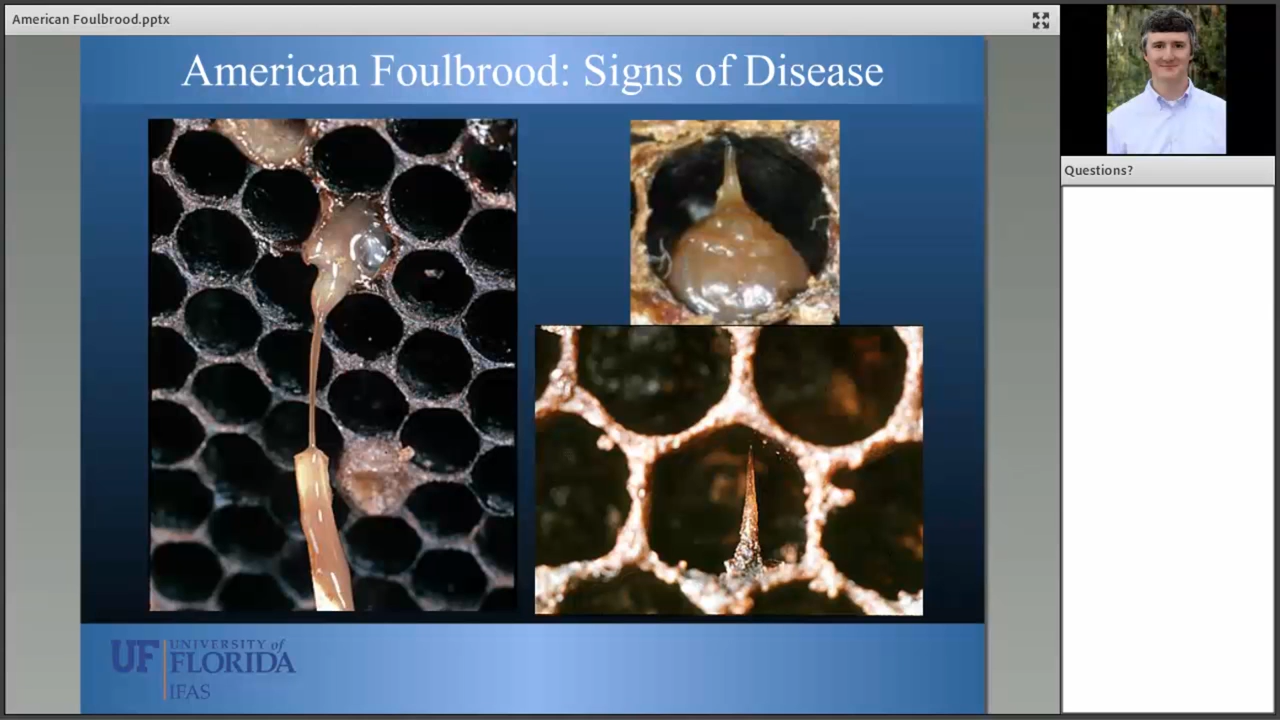 American Foulbrood.pptx
American Foulbrood: Signs of Disease
Questions?
UF
UNIVERSITY of
FLORIDA
IFAS